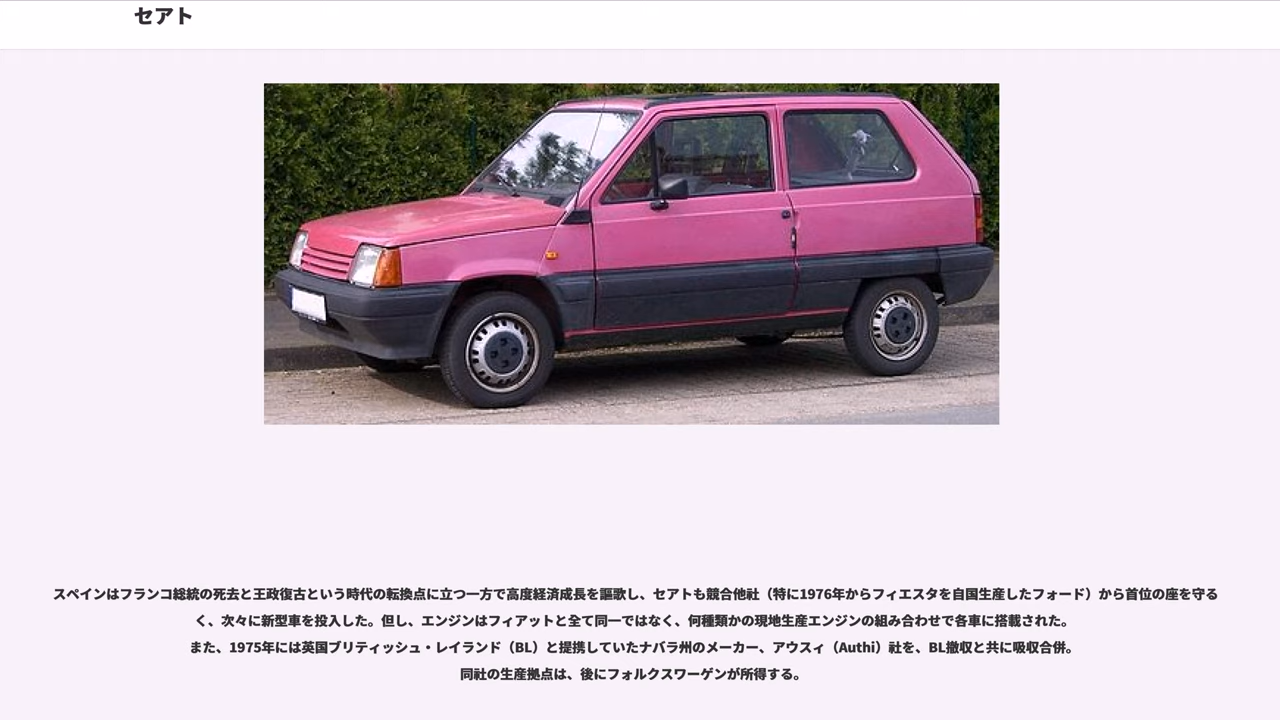 セアト
スペインはフランコ総統の死去と王政復古という時代の転換点に立つ一方で高度経済成長を謳歌し、セアトも競合他社（特に1976年からフィエスタを自国生産したフォード）から首位の座を守る
く、次々に新型車を投入した。但し、エンジンはフィアットと全て同一ではなく、何種類かの現地生産エンジンの組み合わせで各車に搭載された。
また、1975年には英国ブリティッシュ・レイランド（BL）と提携していたナバラ州のメーカー、アウスィ（Authi）社を、BL撤収と共に吸収合併。
同社の生産拠点は、後にフォルクスワーゲンが所得する。